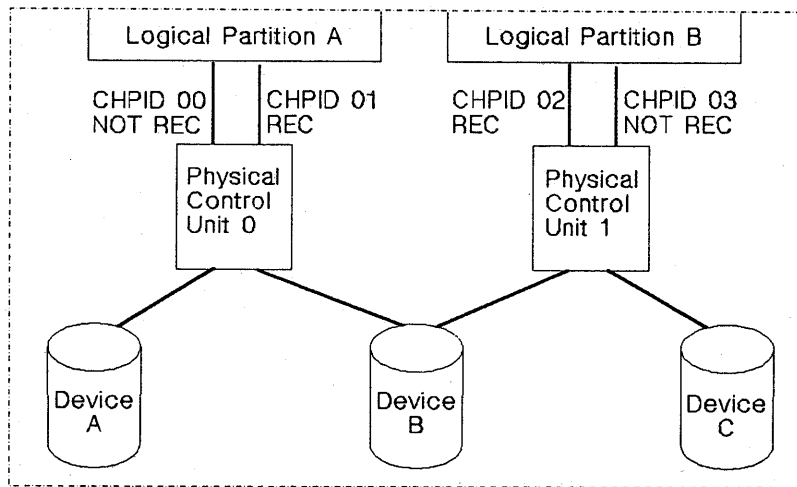 Logical Partition A
Logical Partition B
CHPID 00
NOT REC
CHPID 01
REC
CHPID 02
REC
CHPID 03
NOT REC
Physical
Control
Unit 0
Physical
Control
Unit 1
Device
A
Device
B
Device
C